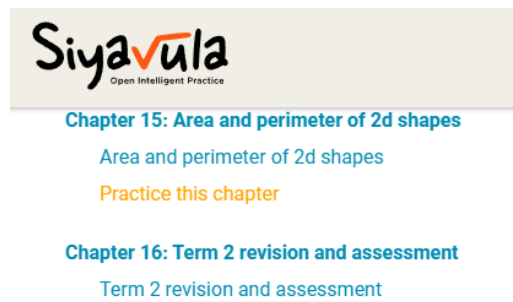 Siyavula
Open Intelligent Practice
Chapter 15: Area and perimeter of 2d shapes
Area and perimeter of 2d shapes
Practice this chapter
Chapter 16: Term 2 revision and assessment
Term 2 revision and assessment